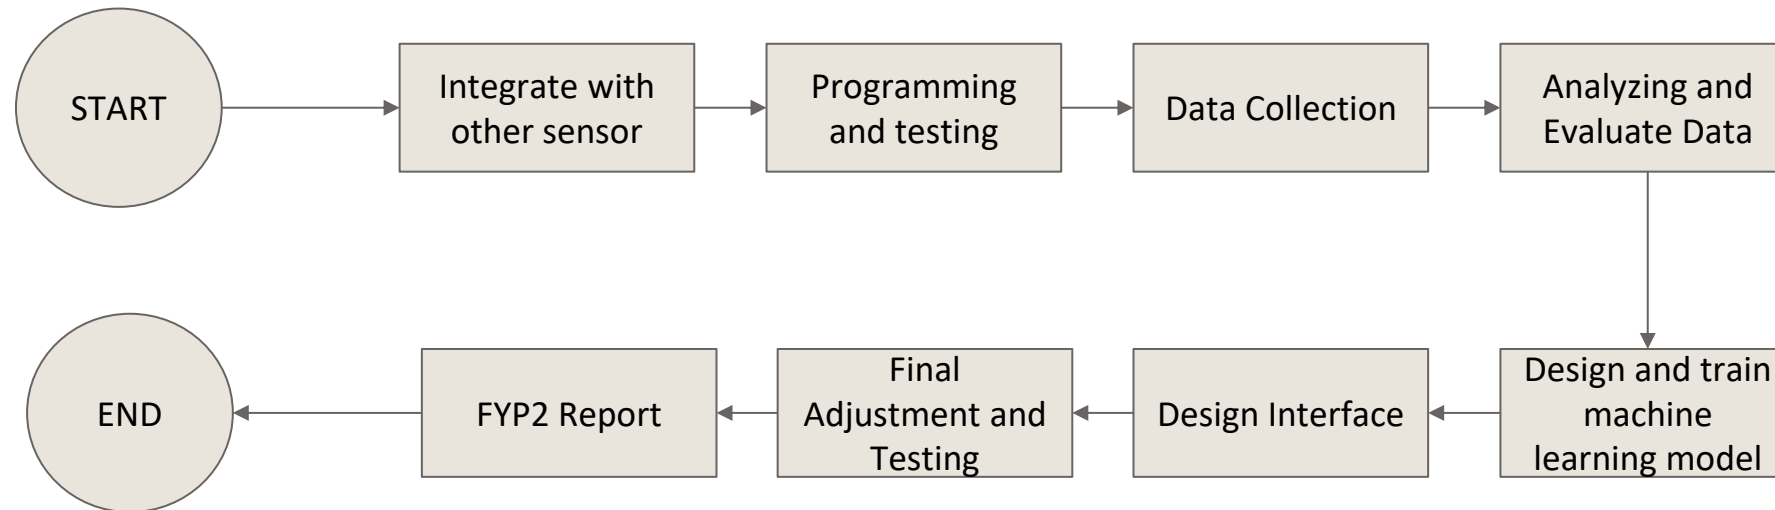 START
Integrate with
other sensor
Programming
and testing
Data Collection
Analyzing and
Evaluate Data
Design and train
machine
learning model
Design Interface
Final
Adjustment and
Testing
FYP2 Report
END